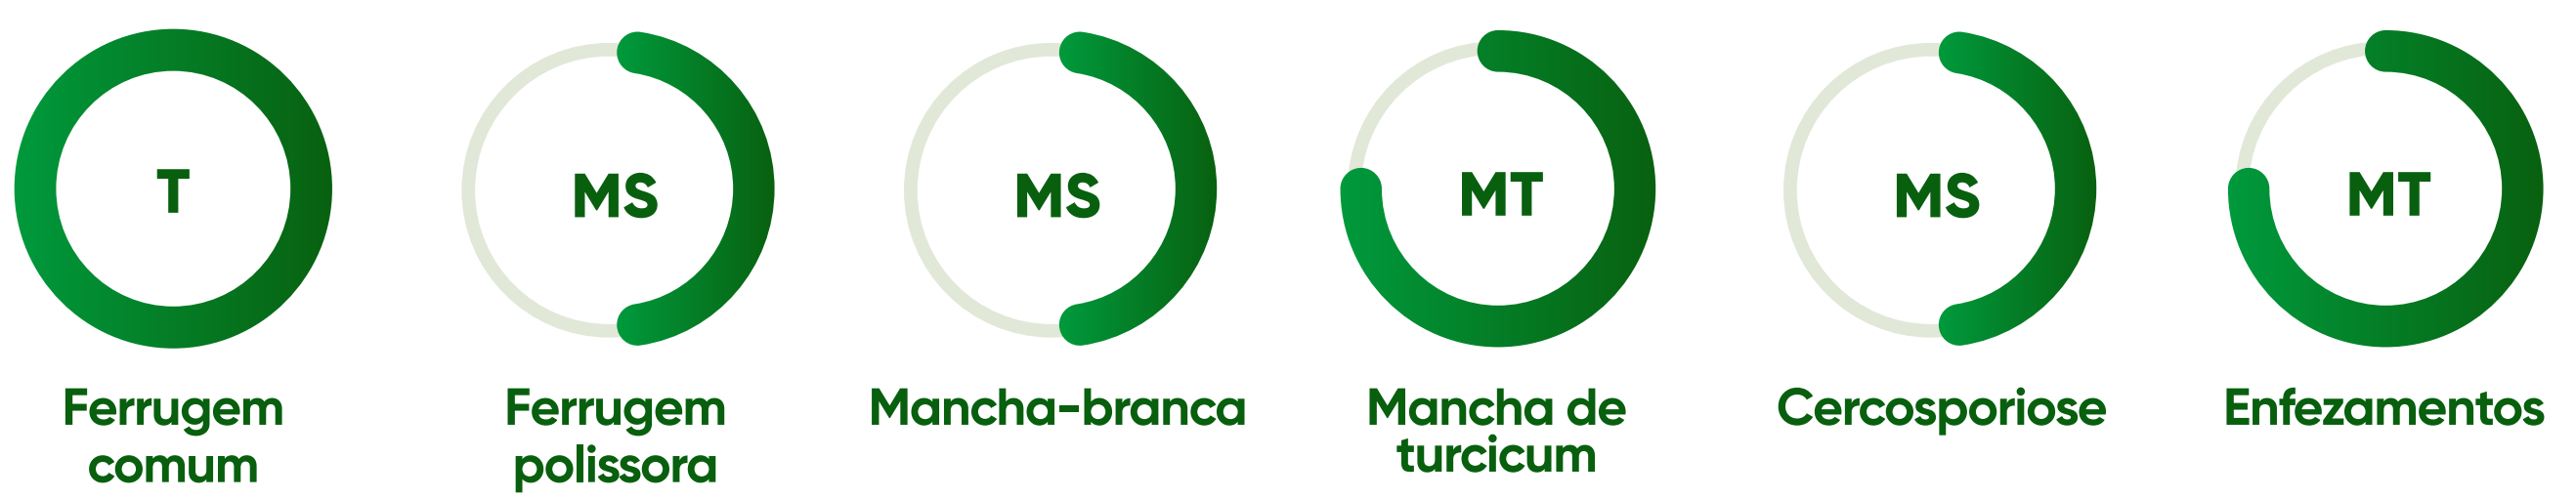 T
Ferrugem
comum
MS
Ferrugem
polissora
MS
Mancha-branca
MT
Mancha de
turcicum
MS
Cercosporiose
MT
Enfezamentos